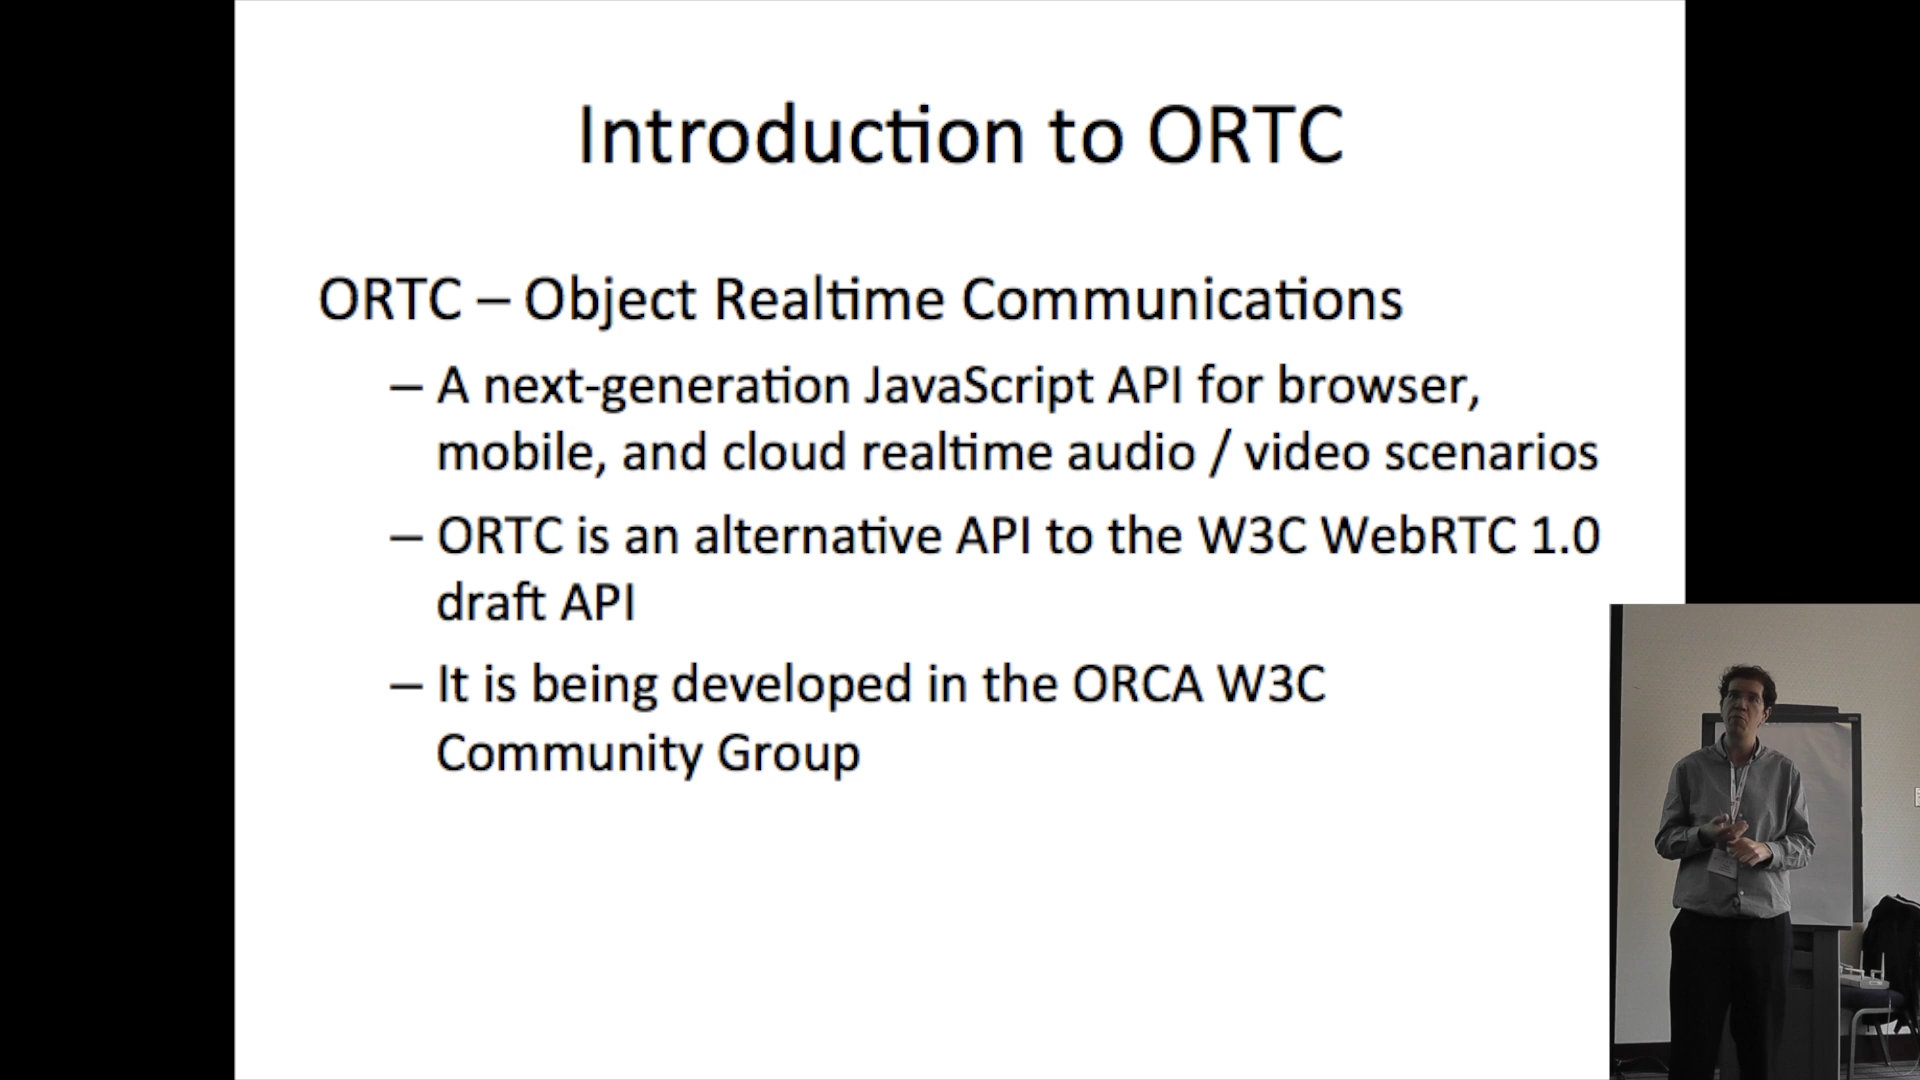 Introduction to ORTC
ORTC – Object Realtime Communications
– A next-generation JavaScript API for browser,
mobile, and cloud realtime audio / video scenarios
– ORTC is an alternative API to the W3C WebRTC 1.0
draft API
– It is being developed in the ORCA W3C
Community Group